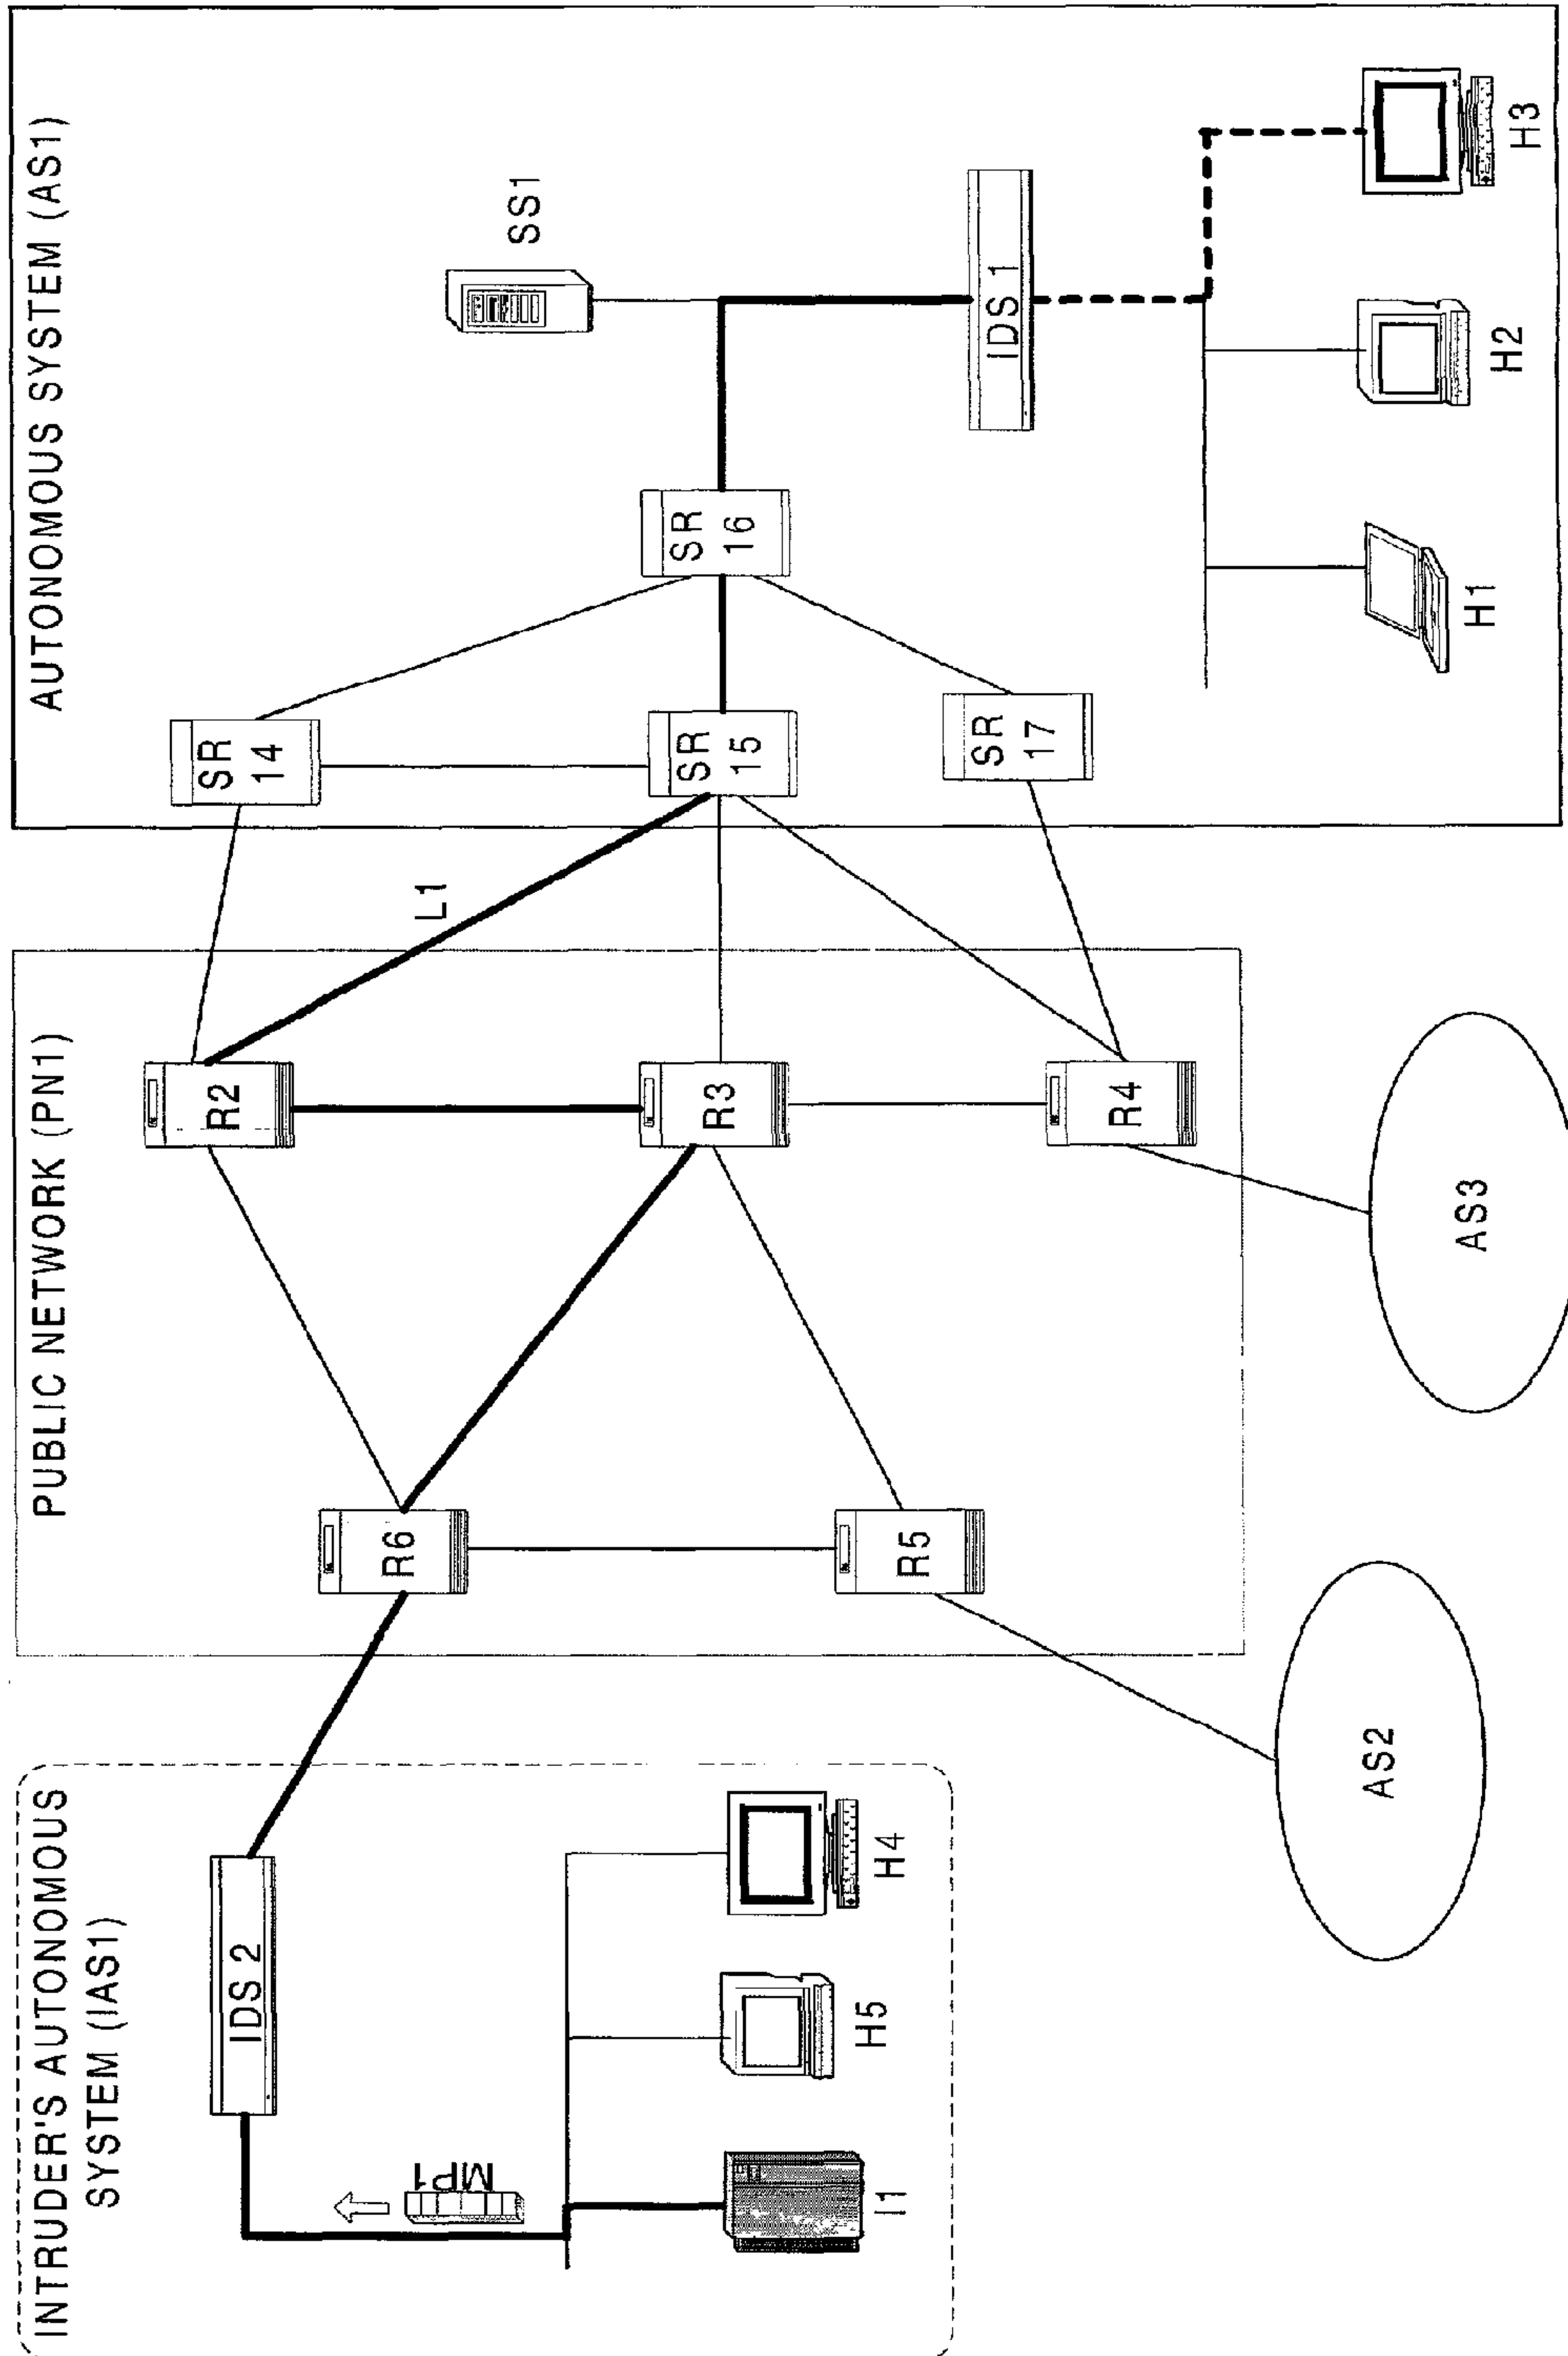 INTRUDER'S AUTONOMOUS
SYSTEM (IAS1)
IDS 2
MP1
I1
H5
H4
PUBLIC NETWORK (PN1)
R6
R5
R2
R3
R4
AS2
AS3
L1
AUTONOMOUS SYSTEM (AS1)
SR
14
SR
15
SR
17
SR
16
SS1
IDS 1
H1
H2
H3